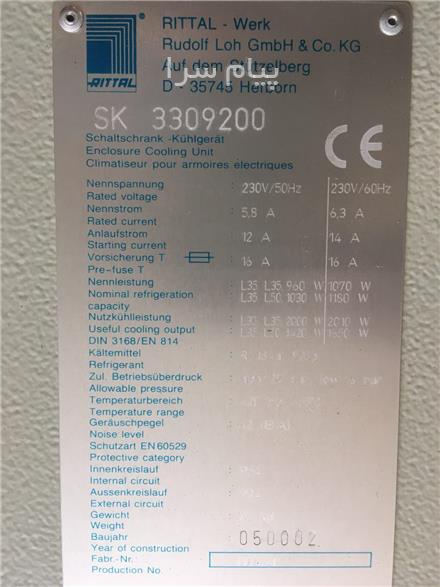 RITTAL - Werk
Rudolf Loh GmbH & Co. KG
Auf dem Stützelberg
D - 35745 Herborn
RITTAL
پیام سرا
SK 3309200
CE
Schaltschrank -Kühlgerät
Enclosure Cooling Unit
Climatiseur pour armoires électriques
Nennspannung : 230V/50Hz 230V/60Hz
Rated voltage
Nennstrom : 5,8 A 6,3 A
Rated current
Anlaufstrom : 12 A 14 A
Starting current
Vorsicherung T : 16 A 16 A
Pre-fuse T
Nennleistung : L35 L35 960 W 1070 W
Nominal refrigeration L35 L50 1030 W 1160 W
capacity
Nutzkühlleistung : L35 L35 2000 W 2010 W
Useful cooling output
DIN 3168/EN 814
Kältemittel :
Refrigerant
Zul. Betriebsüberdruck :
Allowable pressure
Temperaturbereich :
Temperature range
Geräuschpegel :
Noise level
Schutzart EN 60529
Protective category
Innenkreislauf :
Internal circuit
Aussenkreislauf :
External circuit
Gewicht :
Weight
Baujahr : 050002
Year of construction
Fabr.-Nr. :
Production No.